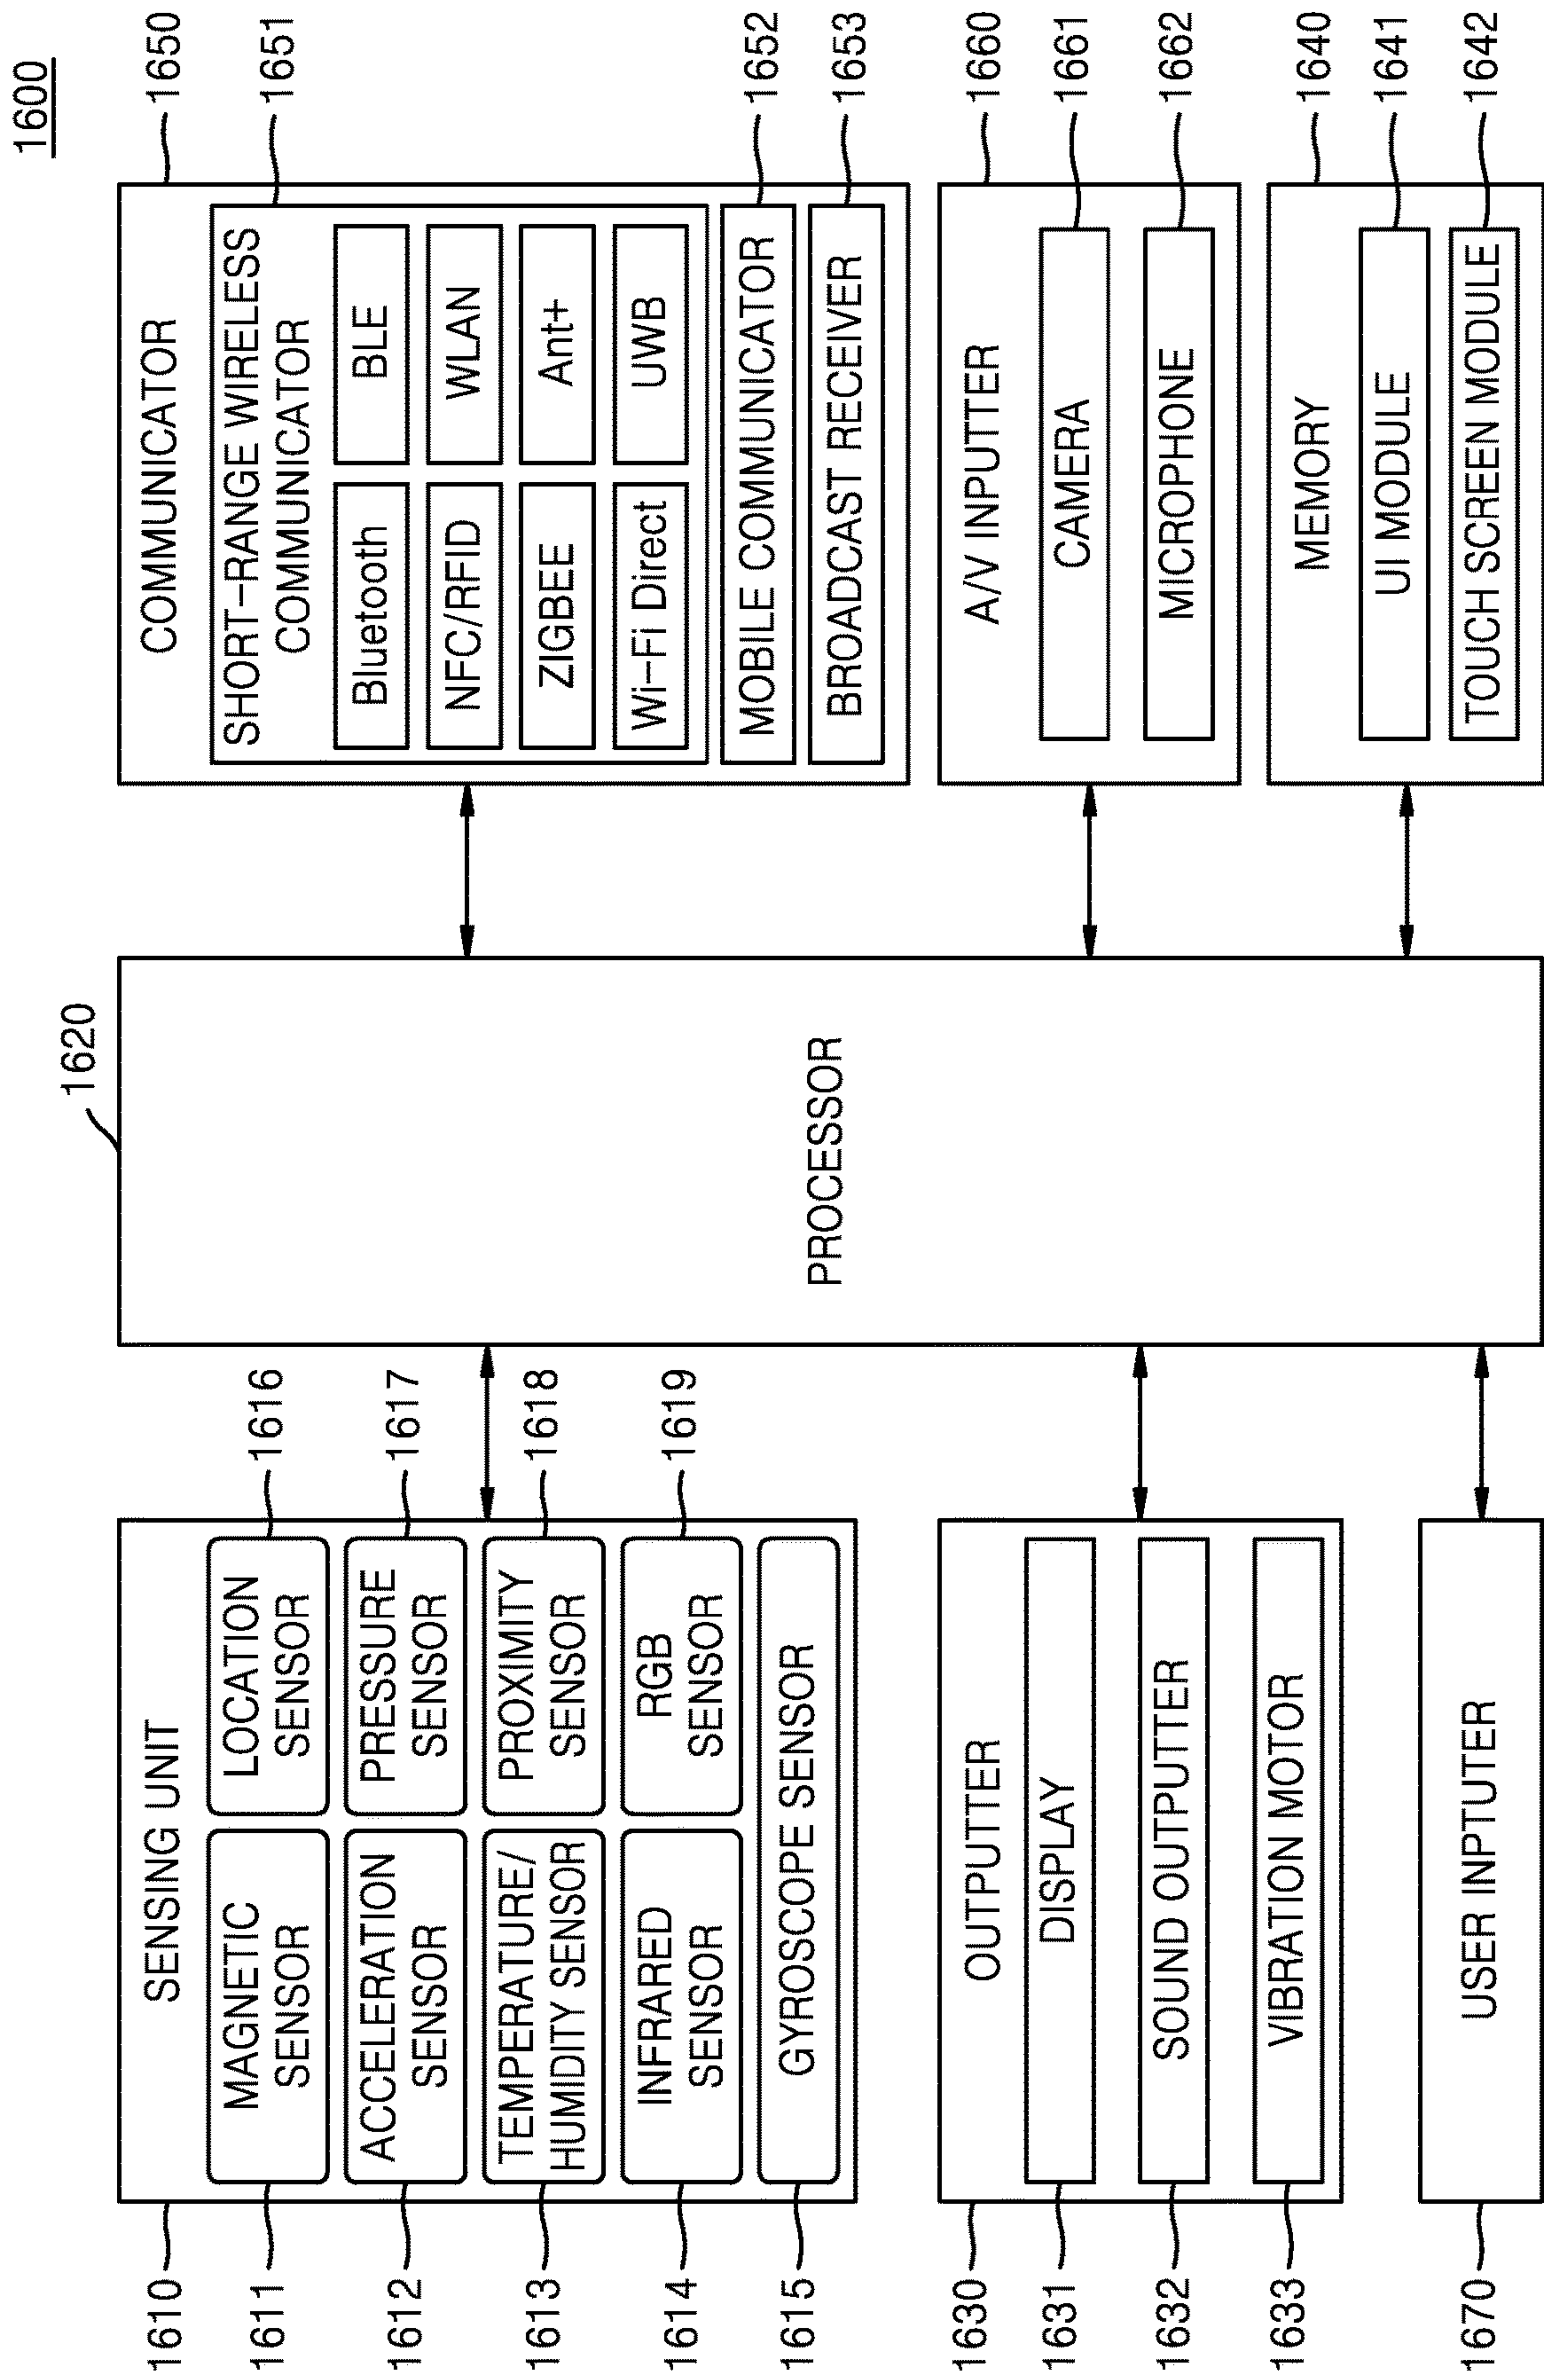 1600
SENSING UNIT
1610
MAGNETIC
SENSOR
1611
LOCATION
SENSOR
1616
ACCELERATION
SENSOR
1612
PRESSURE
SENSOR
1617
TEMPERATURE/
HUMIDITY SENSOR
1613
PROXIMITY
SENSOR
1618
INFRARED
SENSOR
1614
RGB
SENSOR
1619
GYROSCOPE SENSOR
1615
OUTPUTTER
1630
DISPLAY
1631
SOUND OUTPUTTER
1632
VIBRATION MOTOR
1633
USER INPTUTER
1670
PROCESSOR
1620
COMMUNICATOR
1650
SHORT-RANGE WIRELESS
COMMUNICATOR
1651
Bluetooth
BLE
NFC/RFID
WLAN
ZIGBEE
Ant+
Wi-Fi Direct
UWB
MOBILE COMMUNICATOR
1652
BROADCAST RECEIVER
1653
A/V INPUTTER
1660
CAMERA
1661
MICROPHONE
1662
MEMORY
1640
UI MODULE
1641
TOUCH SCREEN MODULE
1642